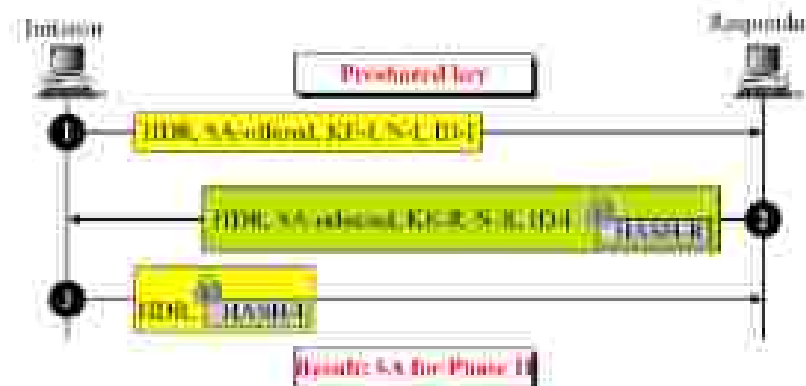 Initiator
Responder
Preshared key
1
HDR, SA-offered, KE-I, N-I, ID-I
HDR, SA-selected, KE-R, N-R, ID-I
HASH-R
2
3
HDR,
HASH-I
Result: SA for Phase II